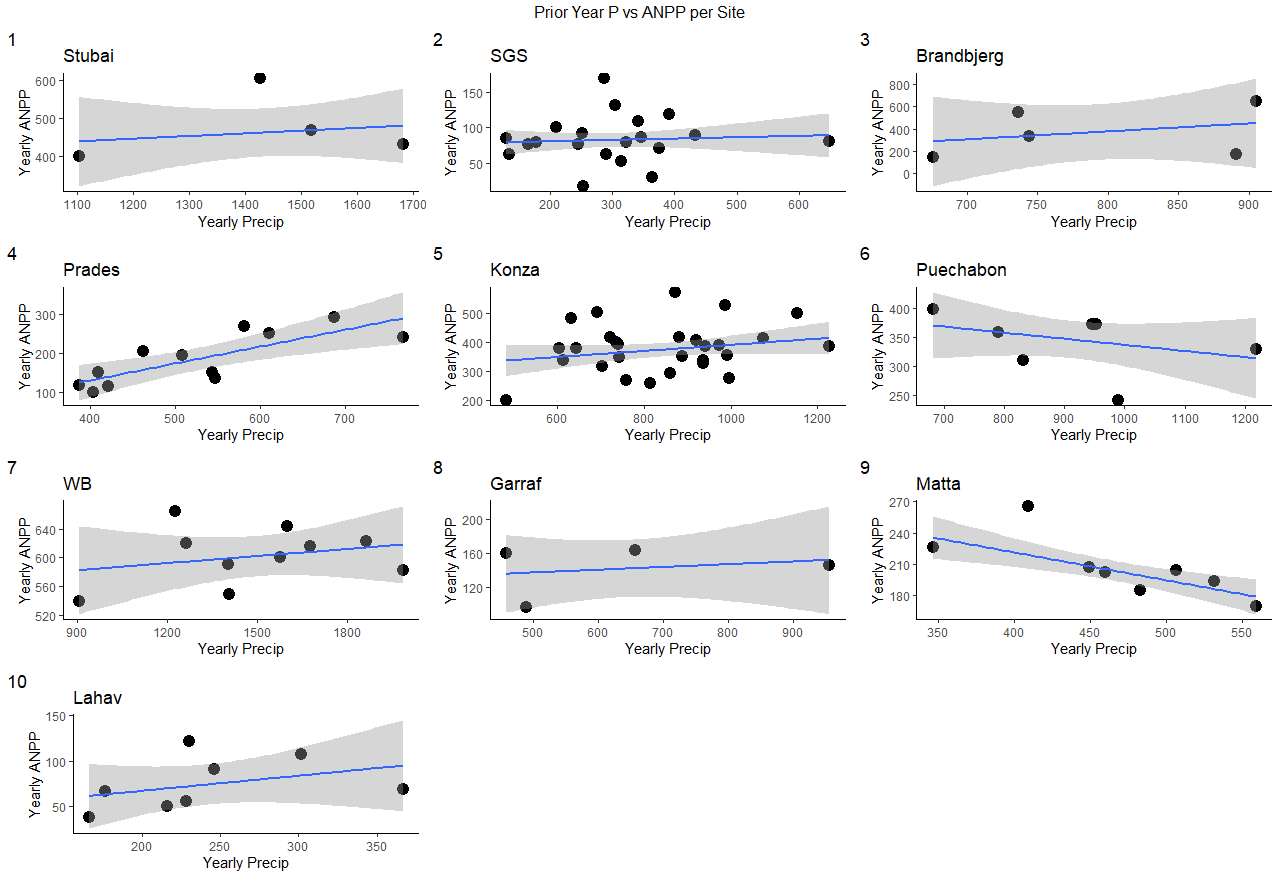 Prior Year P vs ANPP per Site
1
Stubai
Yearly ANPP
600
500
400
1100 1200 1300 1400 1500 1600 1700
Yearly Precip
2
SGS
Yearly ANPP
150
100
50
200 300 400 500 600
Yearly Precip
3
Brandbjerg
Yearly ANPP
800
600
400
200
0
700 750 800 850 900
Yearly Precip
4
Prades
Yearly ANPP
300
200
100
400 500 600 700
Yearly Precip
5
Konza
Yearly ANPP
500
400
300
200
600 800 1000 1200
Yearly Precip
6
Puechabon
Yearly ANPP
400
350
300
250
700 800 900 1000 1100 1200
Yearly Precip
7
WB
Yearly ANPP
640
600
560
520
900 1200 1500 1800
Yearly Precip
8
Garraf
Yearly ANPP
200
160
120
500 600 700 800 900
Yearly Precip
9
Matta
Yearly ANPP
270
240
210
180
350 400 450 500 550
Yearly Precip
10
Lahav
Yearly ANPP
150
100
50
200 250 300 350
Yearly Precip